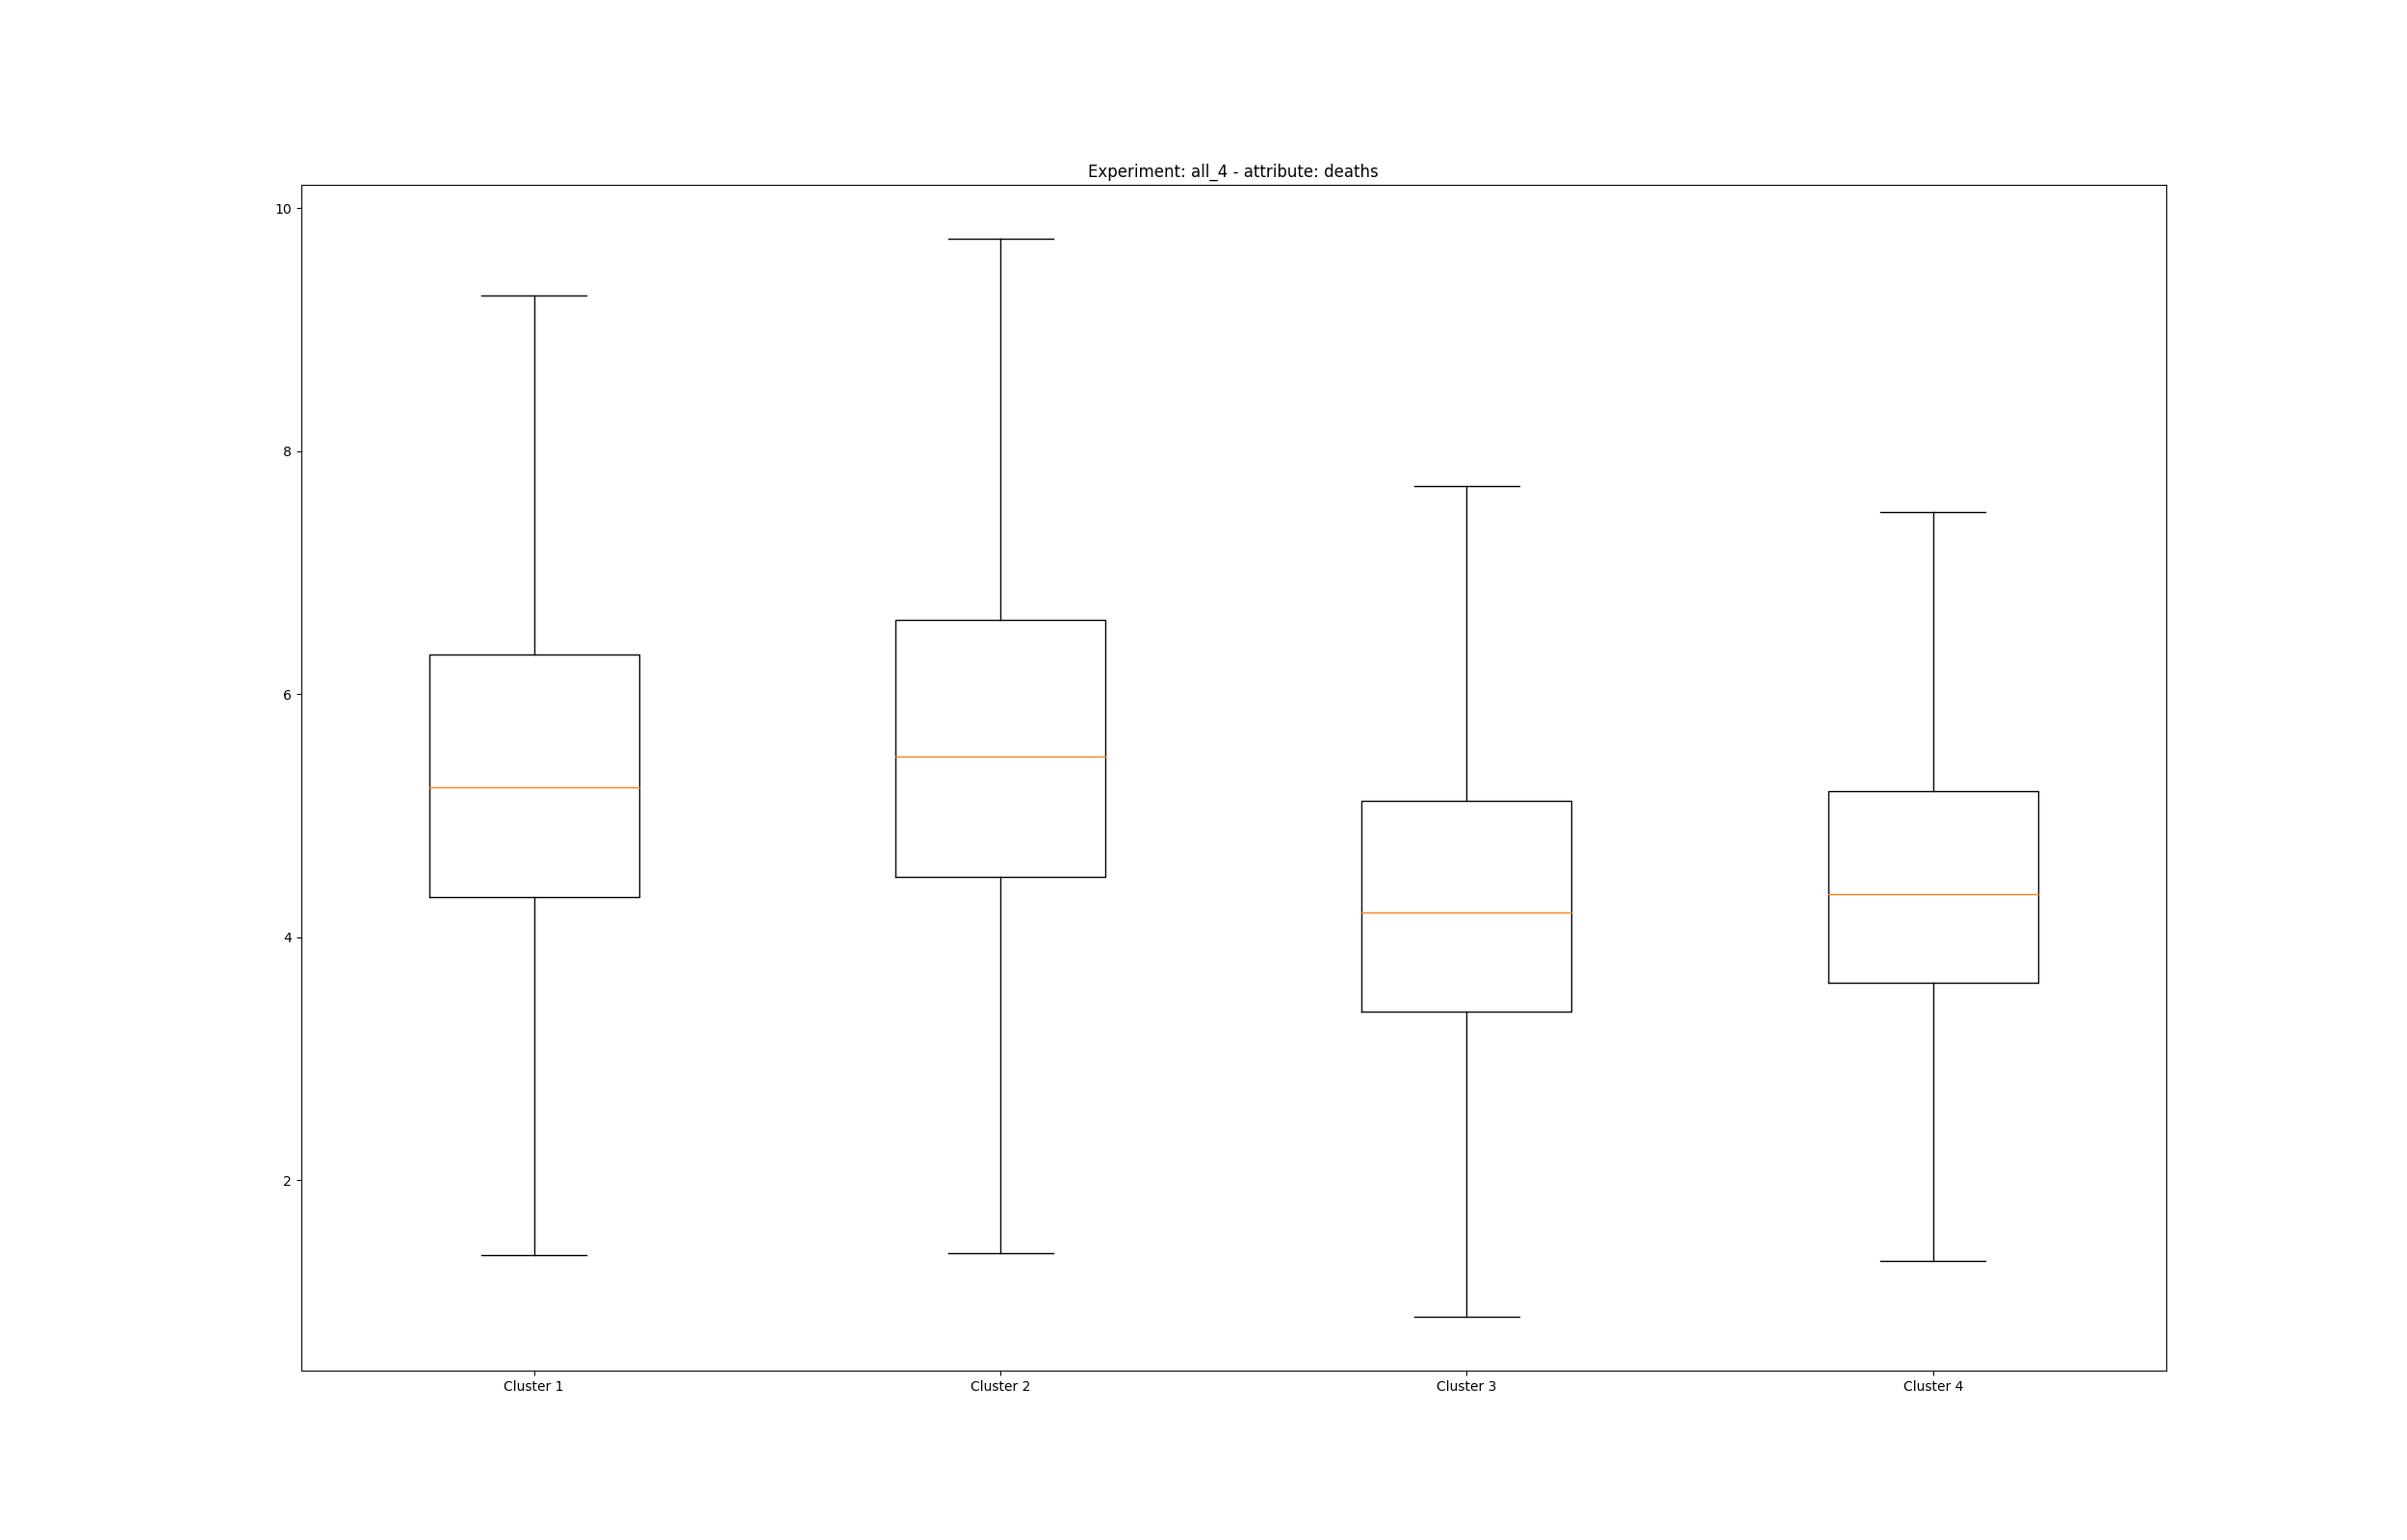 Experiment: all_4 - attribute: deaths
10
8
6
4
2
Cluster 1
Cluster 2
Cluster 3
Cluster 4